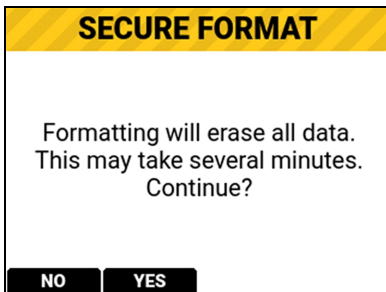 SECURE FORMAT
Formatting will erase all data.
This may take several minutes.
Continue?
NO YES